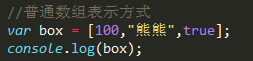 //普通数组表示方式
var box = [100,"熊熊",true];
console.log(box);